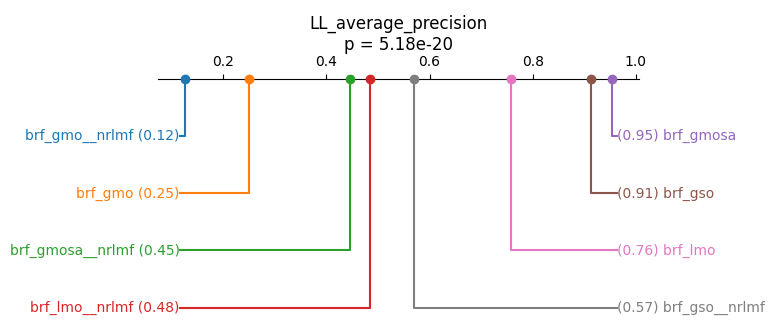 LL_average_precision
p = 5.18e-20
0.2 0.4 0.6 0.8 1.0
brf_gmo__nrlmf (0.12) (0.95) brf_gmosa
brf_gmo (0.25) (0.91) brf_gso
brf_gmosa__nrlmf (0.45) (0.76) brf_lmo
brf_lmo__nrlmf (0.48) (0.57) brf_gso__nrlmf